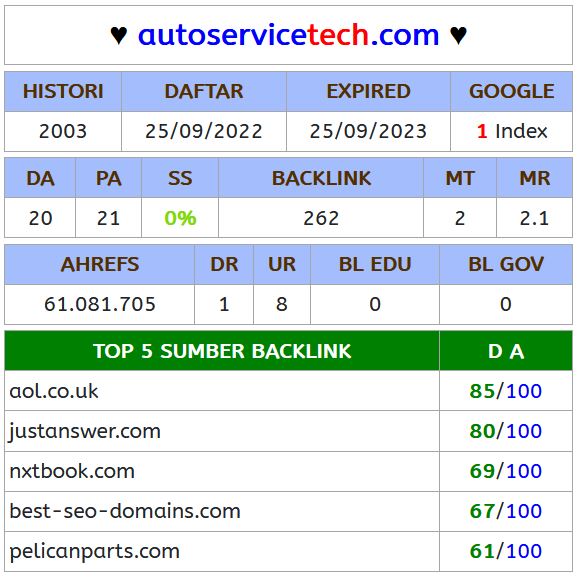 ♥ autoservicetech.com ♥
HISTORI DAFTAR EXPIRED GOOGLE
2003 25/09/2022 25/09/2023 1 Index
DA PA SS BACKLINK MT MR
20 21 0% 262 2 2.1
AHREFS DR UR BL EDU BL GOV
61.081.705 1 8 0 0
TOP 5 SUMBER BACKLINK D A
aol.co.uk 85/100
justanswer.com 80/100
nxtbook.com 69/100
best-seo-domains.com 67/100
pelicanparts.com 61/100